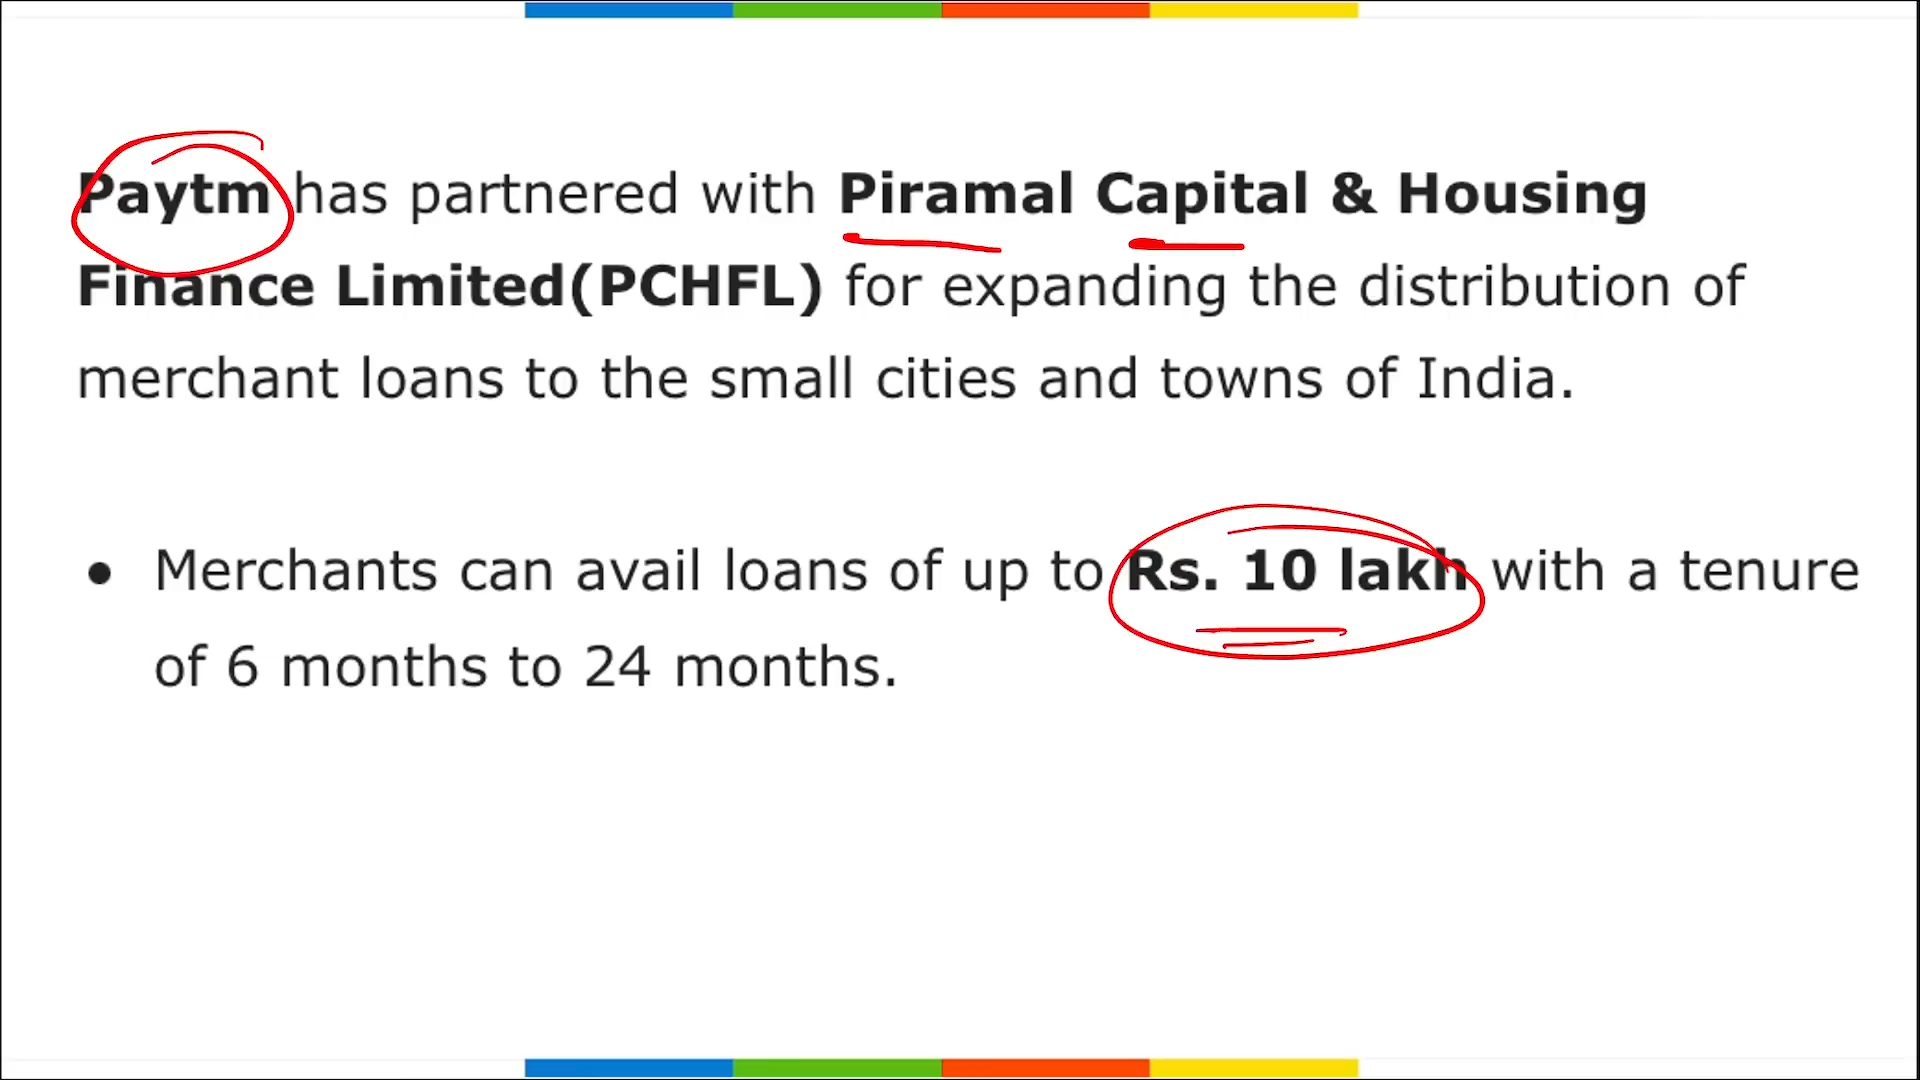 Paytm has partnered with Piramal Capital & Housing
Finance Limited(PCHFL) for expanding the distribution of
merchant loans to the small cities and towns of India.
● Merchants can avail loans of up to Rs. 10 lakh with a tenure
of 6 months to 24 months.